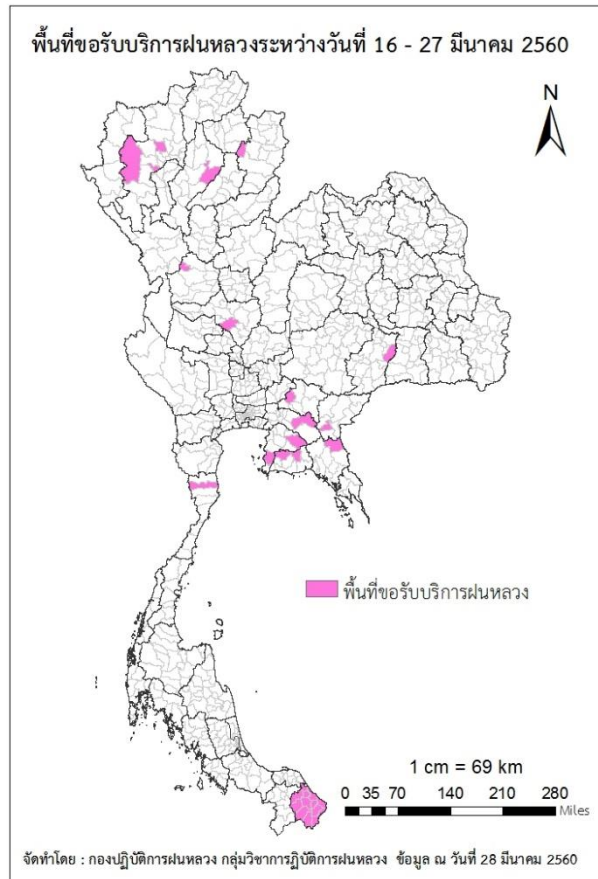 พื้นที่ขอรับบริการฝนหลวงระหว่างวันที่ 16 - 27 มีนาคม 2560
N
พื้นที่ขอรับบริการฝนหลวง
1 cm = 69 km
0 35 70 140 210 280
Miles
จัดทำโดย : กองปฏิบัติการฝนหลวง กลุ่มวิชาการฏิบัติการฝนหลวง ข้อมูล ณ วันที่ 28 มีนาคม 2560